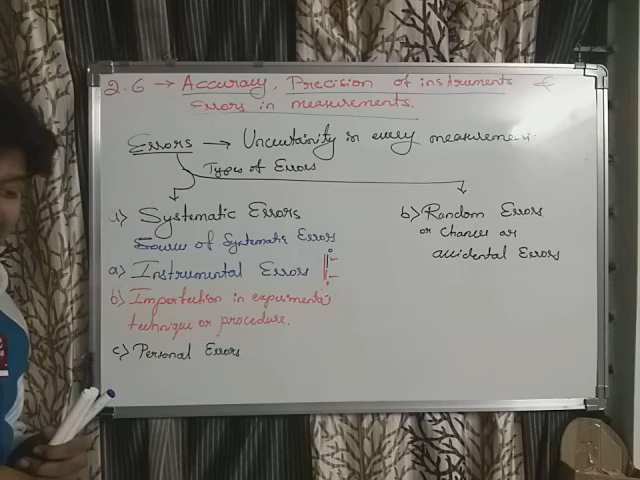 2.6 → Accuracy, Precision of instruments &
Errors in measurements.
Errors → Uncertainity in every measurement.
Types of Errors
a) Systematic Errors
Source of Systematic Errors
a) Instrumental Errors
b) Imperfection in experimental
technique or procedure.
c) Personal Errors
b) Random Errors
or Chances or
accidental Errors